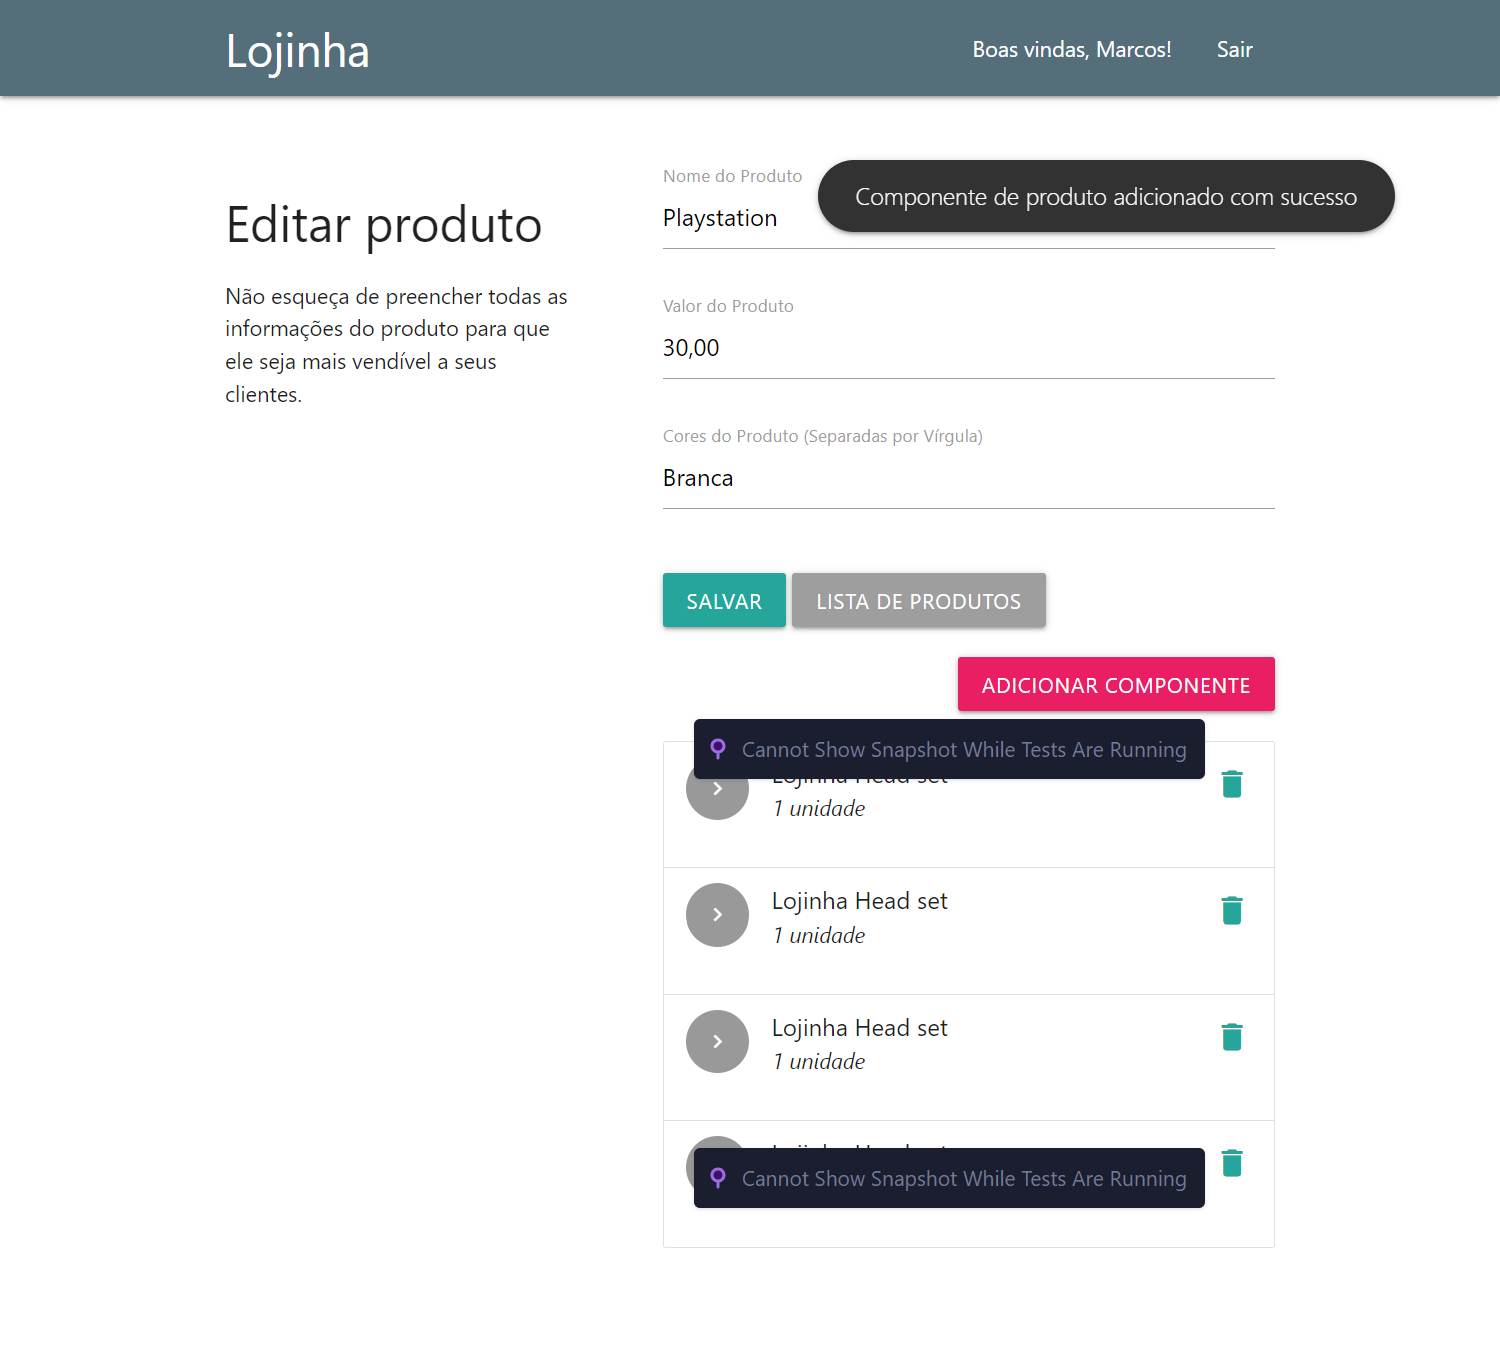 Lojinha
Boas vindas, Marcos!
Sair
Editar produto
Não esqueça de preencher todas as
informações do produto para que
ele seja mais vendível a seus
clientes.
Nome do Produto
Playstation
Componente de produto adicionado com sucesso
Valor do Produto
30,00
Cores do Produto (Separadas por Vírgula)
Branca
SALVAR
LISTA DE PRODUTOS
ADICIONAR COMPONENTE
Cannot Show Snapshot While Tests Are Running
Lojinha Head set
1 unidade
Lojinha Head set
1 unidade
Lojinha Head set
1 unidade
Cannot Show Snapshot While Tests Are Running